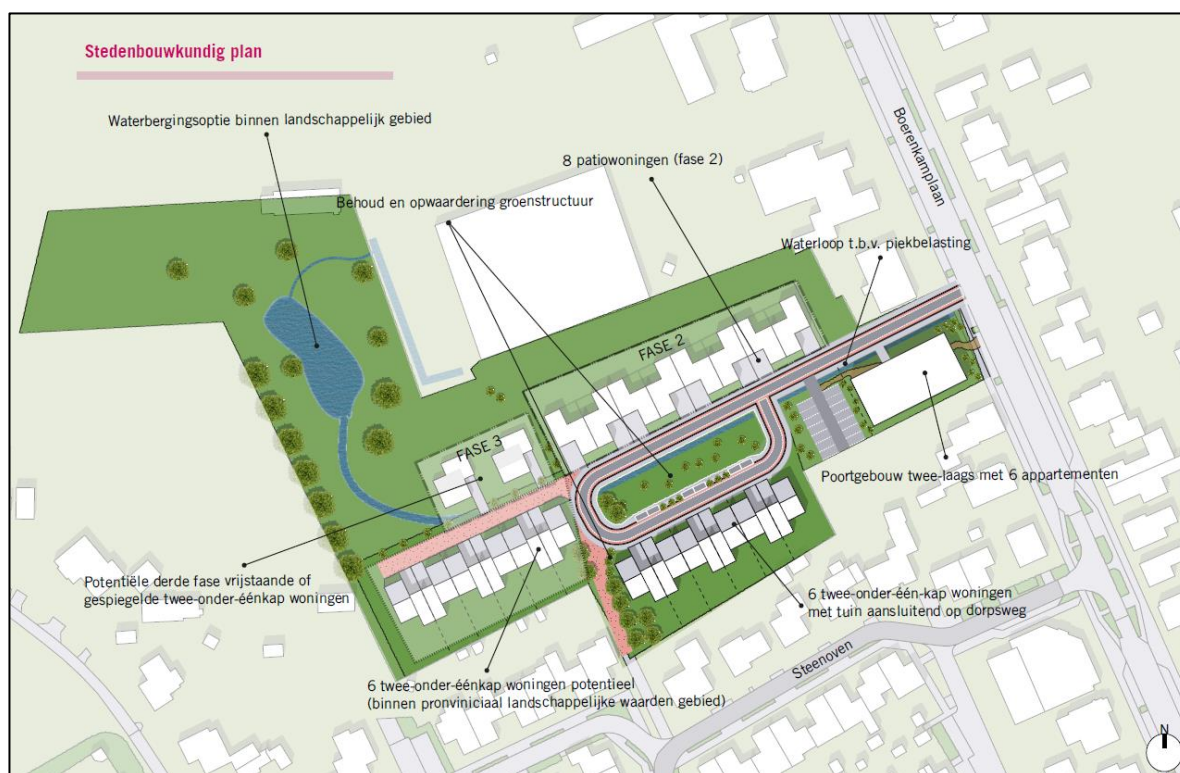 Stedenbouwkundig plan
Waterbergingsoptie binnen landschappelijk gebied
8 patiowoningen (fase 2)
Boerenkamplaan
Behoud en opwaardering groenstructuur
Waterloop t.b.v. piekbelasting
FASE 2
FASE 3
Poortgebouw twee-laags met 6 appartementen
Potentiële derde fase vrijstaande of
gespiegelde twee-onder-éénkap woningen
6 twee-onder-één-kap woningen
met tuin aansluitend op dorpsweg
Steenoven
6 twee-onder-éénkap woningen potentieel
(binnen pronviniciaal landschappelijke waarden gebied)
N